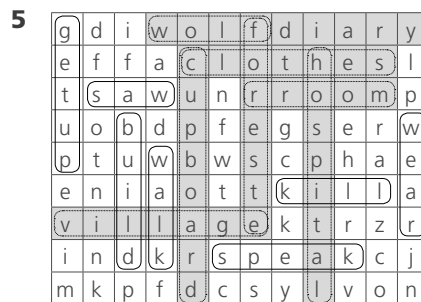 5
g d i w o l f d i a r y
e f f a c l o t h e s l
t s a w u n r r o o m p
u o b d p f e g s e r w
p t u w b w s c p h a e
e n i a o t t k i l l a
v i l l a g e k t r z r
i n d k r s p e a k c j
m k p f d c s y l v o n